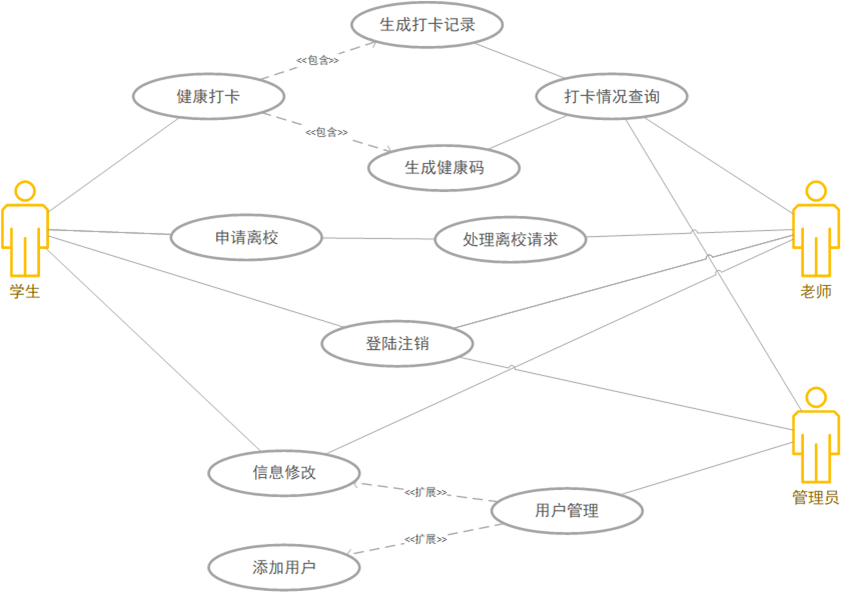 生成打卡记录
<<包含>>
健康打卡
打卡情况查询
<<包含>>
生成健康码
申请离校
处理离校请求
学生
老师
登陆注销
信息修改
<<扩展>>
管理员
用户管理
<<扩展>>
添加用户